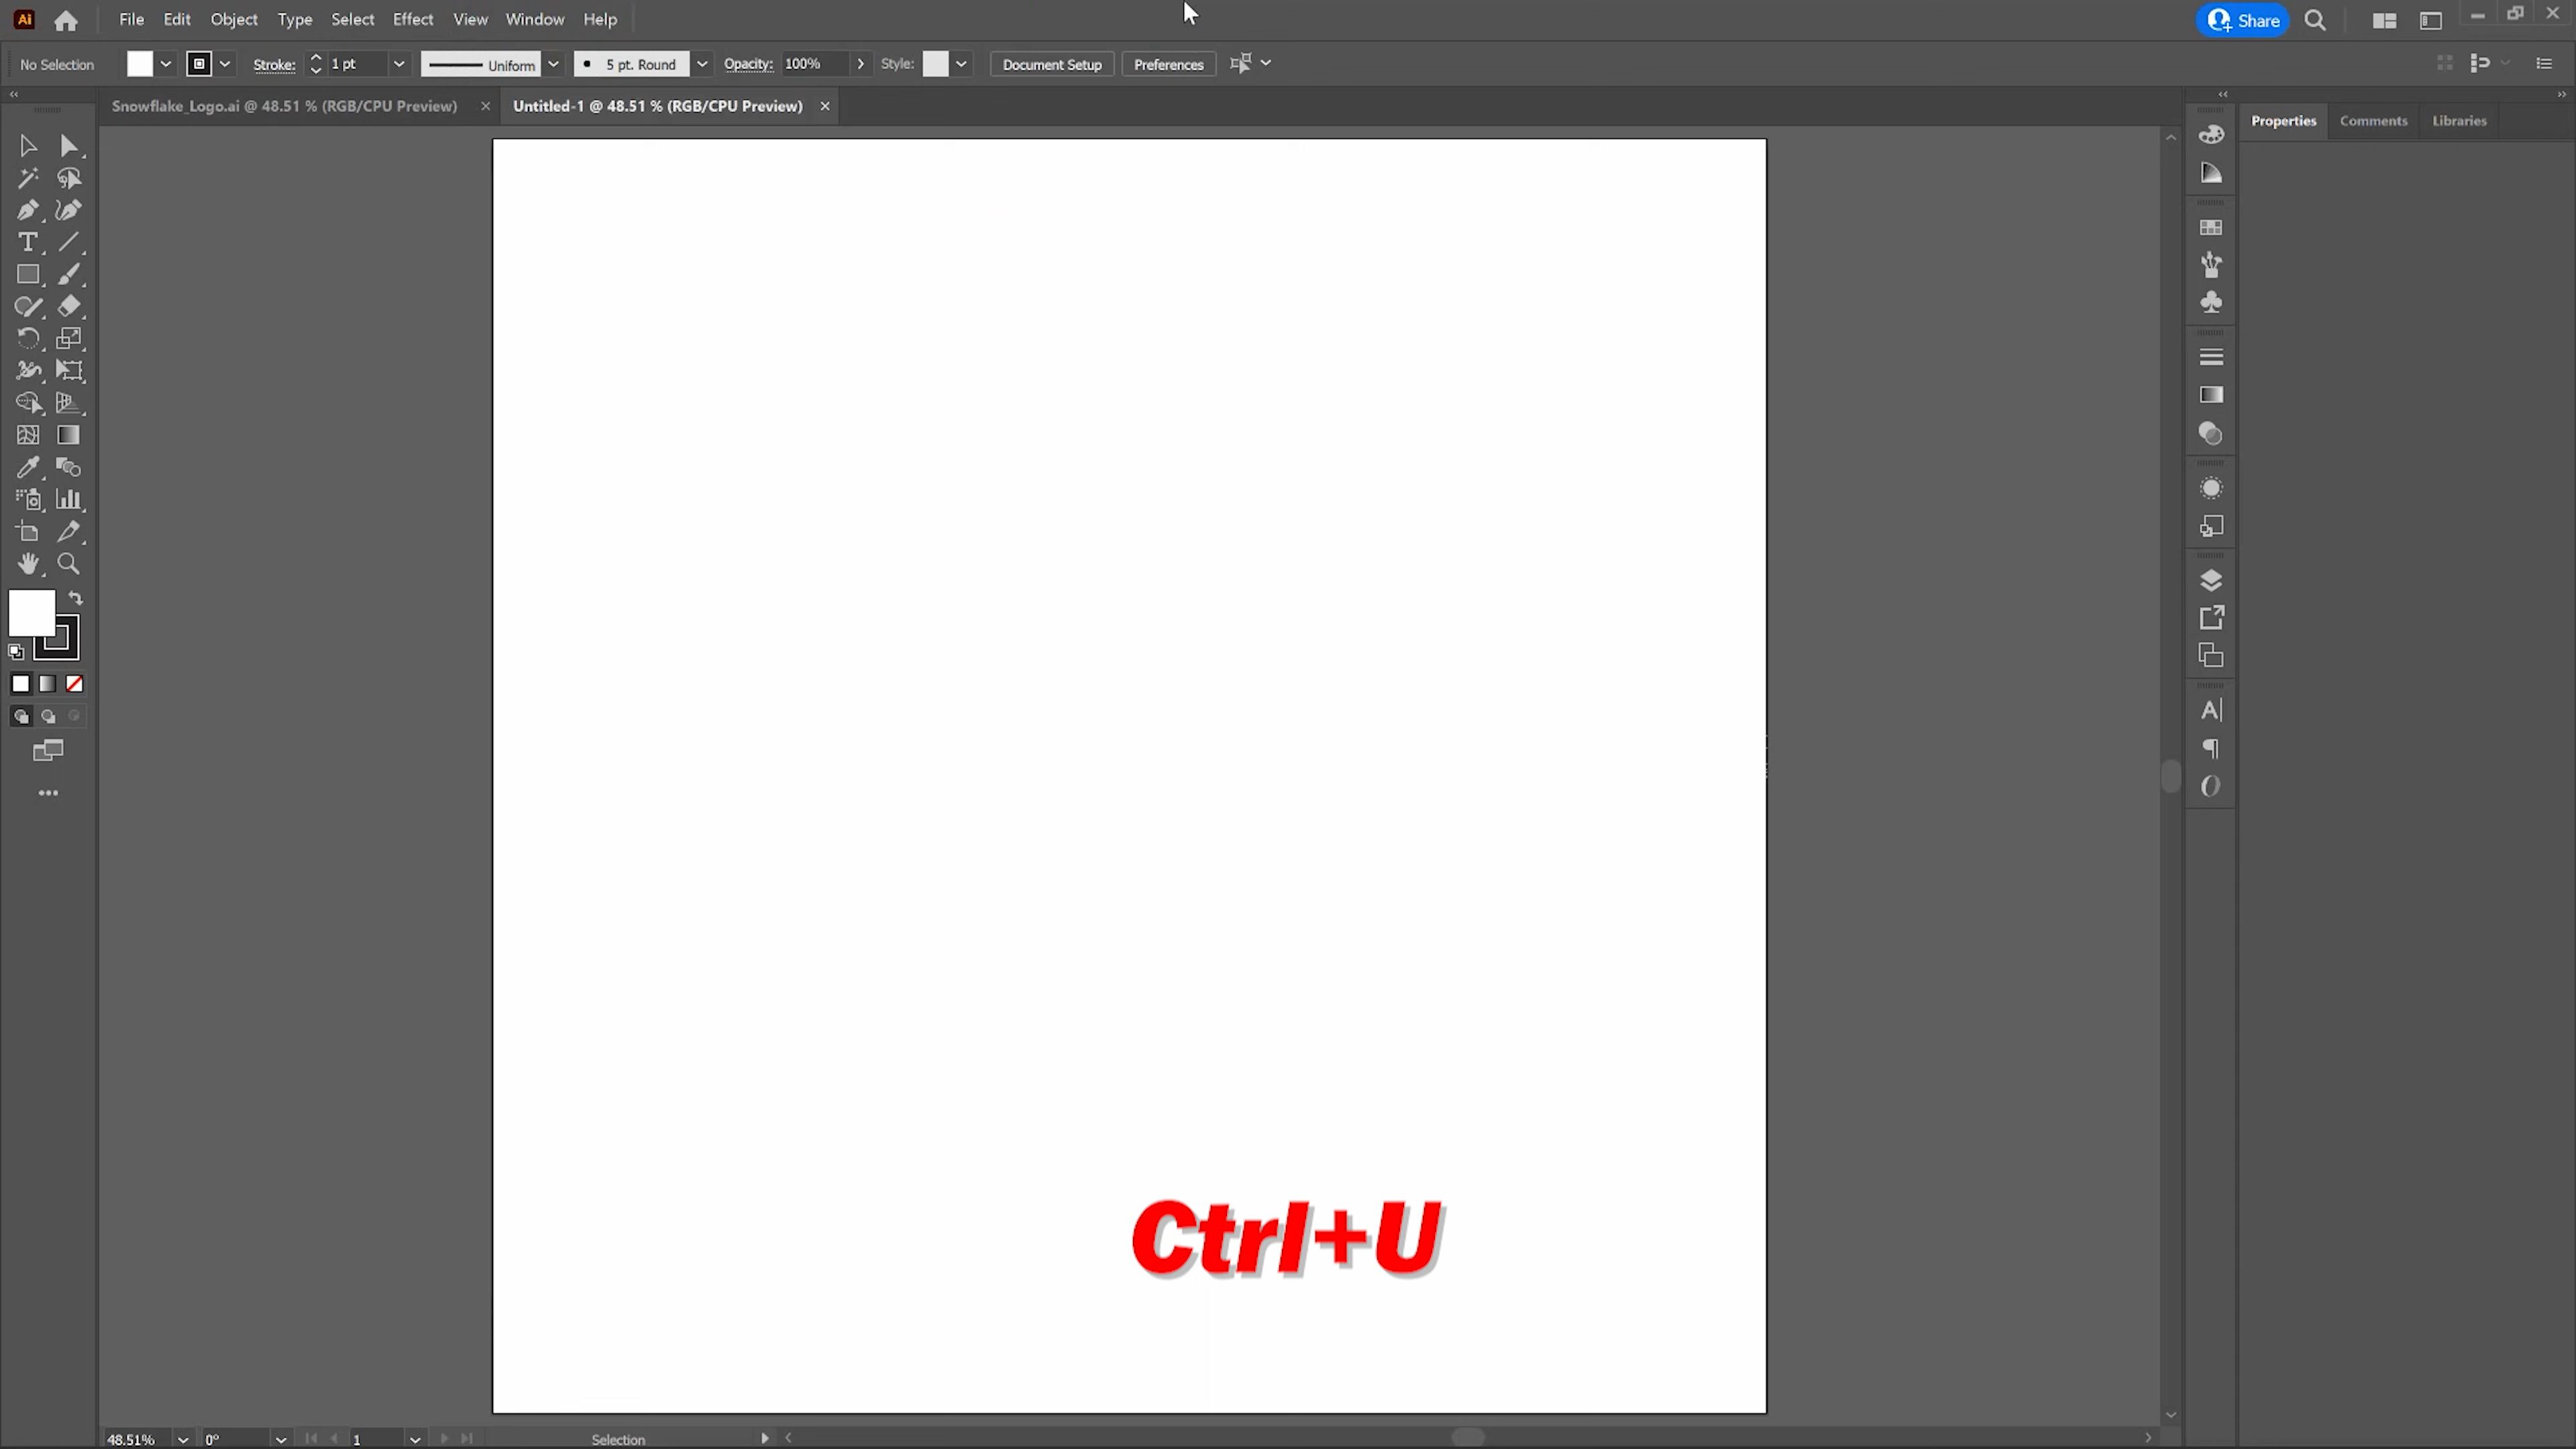 Ai File Edit Object Type Select Effect View Window Help Share
No Selection Stroke: 1 pt Uniform 5 pt. Round Opacity: 100% Style: Document Setup Preferences
Snowflake_Logo.ai @ 48.51 % (RGB/CPU Preview) × Untitled-1 @ 48.51 % (RGB/CPU Preview) ×
Properties Comments Libraries
Ctrl+U
48.51% 0° 1 Selection